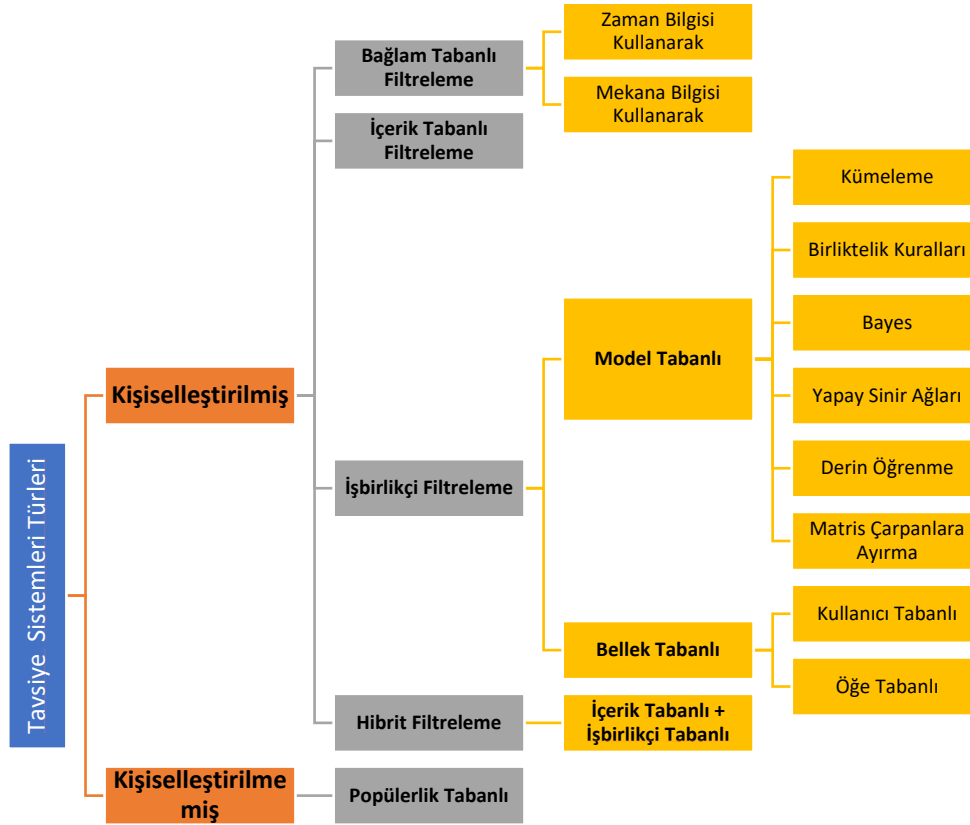 Tavsiye Sistemleri Türleri
Kişiselleştirilmiş
Bağlam Tabanlı
Filtreleme
Zaman Bilgisi
Kullanarak
Mekana Bilgisi
Kullanarak
İçerik Tabanlı
Filtreleme
İşbirlikçi Filtreleme
Model Tabanlı
Kümeleme
Birliktelik Kuralları
Bayes
Yapay Sinir Ağları
Derin Öğrenme
Matris Çarpanlara
Ayırma
Bellek Tabanlı
Kullanıcı Tabanlı
Öğe Tabanlı
Hibrit Filtreleme
İçerik Tabanlı +
İşbirlikçi Tabanlı
Kişiselleştirilme
miş
Popülerlik Tabanlı